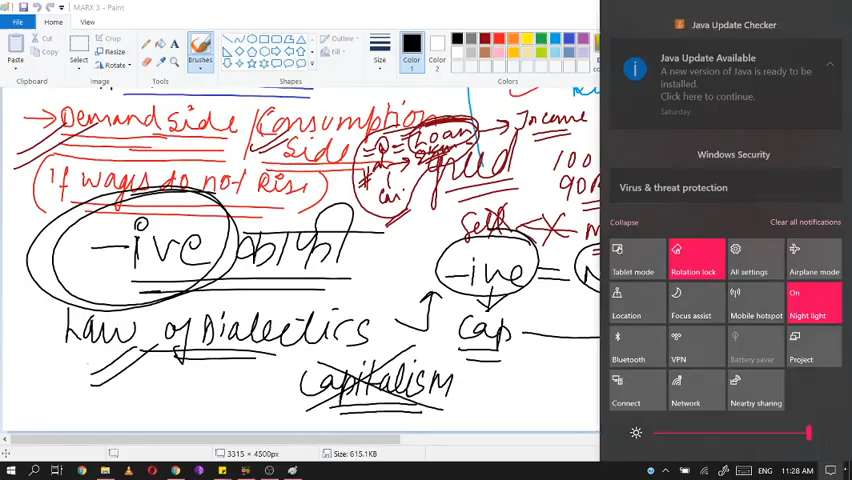 MARX 3 - Paint
File
Home
View
Paste
Cut
Copy
Clipboard
Select
Crop
Resize
Rotate
Image
Tools
Brushes
Shapes
Outline
Fill
Size
Color 1
Color 2
Colors
→ Demand Side / Consumption Side
(If wages do not Rise)
Loan → Income
100
90
Self
-ive
-ive =
Law of Dialectics
Cap
Capitalism
Java Update Checker
Java Update Available
A new version of Java is ready to be
installed.
Click here to continue.
Saturday
Windows Security
Virus & threat protection
Collapse
Clear all notifications
Tablet mode
Rotation lock
All settings
Airplane mode
Location
Focus assist
Mobile hotspot
On
Night light
Bluetooth
VPN
Battery saver
Project
Connect
Network
Nearby sharing
3315 × 4500px
Size: 615.1KB
ENG
11:28 AM